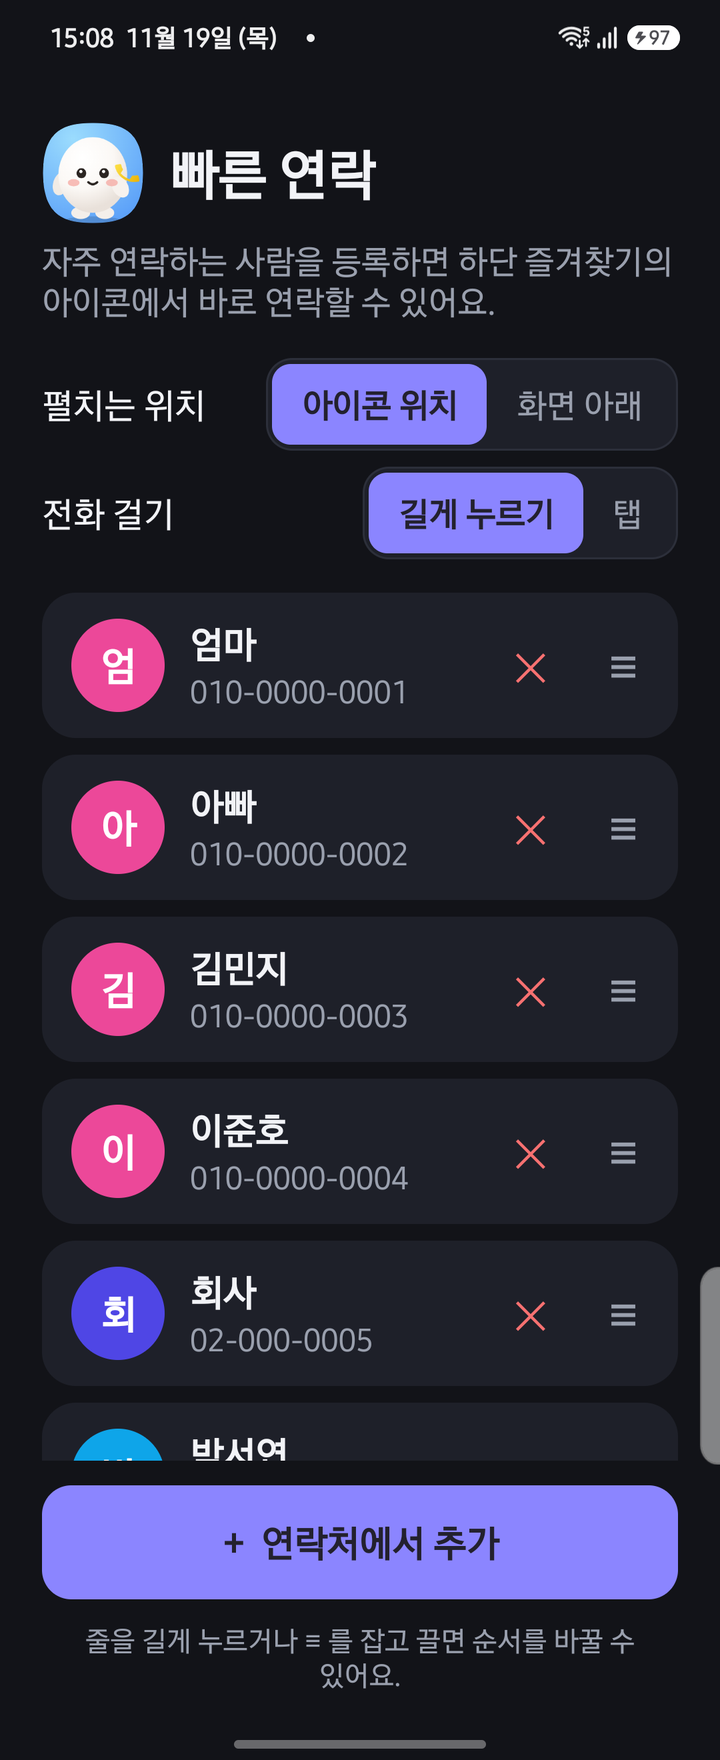 15:08 11월 19일 (목)
5
97
빠른 연락
자주 연락하는 사람을 등록하면 하단 즐겨찾기의
아이콘에서 바로 연락할 수 있어요.
펼치는 위치
아이콘 위치
화면 아래
전화 걸기
길게 누르기
탭
엄
엄마
010-0000-0001
아
아빠
010-0000-0002
김
김민지
010-0000-0003
이
이준호
010-0000-0004
회
회사
02-000-0005
박서연
+ 연락처에서 추가
줄을 길게 누르거나 ≡ 를 잡고 끌면 순서를 바꿀 수
있어요.